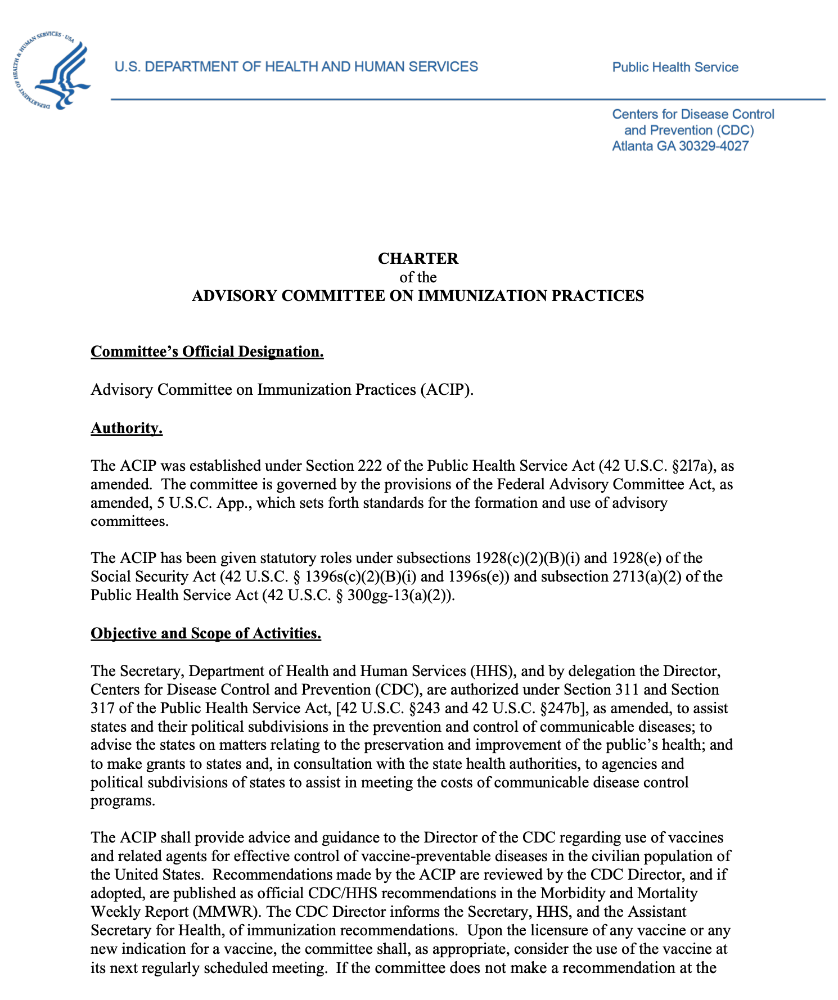 DEPARTMENT OF HEALTH & HUMAN SERVICES · USA
U.S. DEPARTMENT OF HEALTH AND HUMAN SERVICES
Public Health Service
Centers for Disease Control
and Prevention (CDC)
Atlanta GA 30329-4027
CHARTER
of the
ADVISORY COMMITTEE ON IMMUNIZATION PRACTICES
Committee’s Official Designation.
Advisory Committee on Immunization Practices (ACIP).
Authority.
The ACIP was established under Section 222 of the Public Health Service Act (42 U.S.C. §2l7a), as
amended.  The committee is governed by the provisions of the Federal Advisory Committee Act, as
amended, 5 U.S.C. App., which sets forth standards for the formation and use of advisory
committees.
The ACIP has been given statutory roles under subsections 1928(c)(2)(B)(i) and 1928(e) of the
Social Security Act (42 U.S.C. § 1396s(c)(2)(B)(i) and 1396s(e)) and subsection 2713(a)(2) of the
Public Health Service Act (42 U.S.C. § 300gg-13(a)(2)).
Objective and Scope of Activities.
The Secretary, Department of Health and Human Services (HHS), and by delegation the Director,
Centers for Disease Control and Prevention (CDC), are authorized under Section 311 and Section
317 of the Public Health Service Act, [42 U.S.C. §243 and 42 U.S.C. §247b], as amended, to assist
states and their political subdivisions in the prevention and control of communicable diseases; to
advise the states on matters relating to the preservation and improvement of the public’s health; and
to make grants to states and, in consultation with the state health authorities, to agencies and
political subdivisions of states to assist in meeting the costs of communicable disease control
programs.
The ACIP shall provide advice and guidance to the Director of the CDC regarding use of vaccines
and related agents for effective control of vaccine-preventable diseases in the civilian population of
the United States.  Recommendations made by the ACIP are reviewed by the CDC Director, and if
adopted, are published as official CDC/HHS recommendations in the Morbidity and Mortality
Weekly Report (MMWR). The CDC Director informs the Secretary, HHS, and the Assistant
Secretary for Health, of immunization recommendations.  Upon the licensure of any vaccine or any
new indication for a vaccine, the committee shall, as appropriate, consider the use of the vaccine at
its next regularly scheduled meeting.  If the committee does not make a recommendation at the